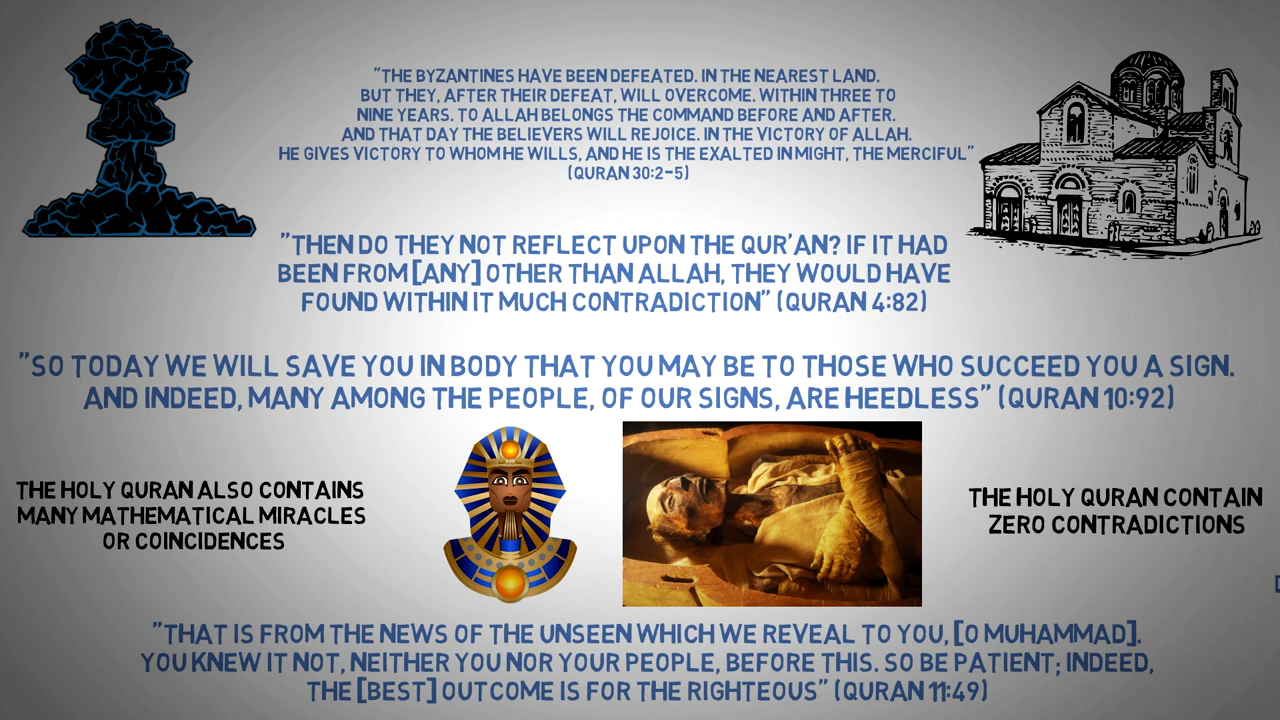 "THE BYZANTINES HAVE BEEN DEFEATED. IN THE NEAREST LAND.
BUT THEY, AFTER THEIR DEFEAT, WILL OVERCOME. WITHIN THREE TO
NINE YEARS. TO ALLAH BELONGS THE COMMAND BEFORE AND AFTER.
AND THAT DAY THE BELIEVERS WILL REJOICE. IN THE VICTORY OF ALLAH.
HE GIVES VICTORY TO WHOM HE WILLS, AND HE IS THE EXALTED IN MIGHT, THE MERCIFUL"
(QURAN 30:2-5)
"THEN DO THEY NOT REFLECT UPON THE QUR'AN? IF IT HAD
BEEN FROM [ANY] OTHER THAN ALLAH, THEY WOULD HAVE
FOUND WITHIN IT MUCH CONTRADICTION" (QURAN 4:82)
"SO TODAY WE WILL SAVE YOU IN BODY THAT YOU MAY BE TO THOSE WHO SUCCEED YOU A SIGN.
AND INDEED, MANY AMONG THE PEOPLE, OF OUR SIGNS, ARE HEEDLESS" (QURAN 10:92)
THE HOLY QURAN ALSO CONTAINS
MANY MATHEMATICAL MIRACLES
OR COINCIDENCES
THE HOLY QURAN CONTAIN
ZERO CONTRADICTIONS
"THAT IS FROM THE NEWS OF THE UNSEEN WHICH WE REVEAL TO YOU, [O MUHAMMAD].
YOU KNEW IT NOT, NEITHER YOU NOR YOUR PEOPLE, BEFORE THIS. SO BE PATIENT; INDEED,
THE [BEST] OUTCOME IS FOR THE RIGHTEOUS" (QURAN 11:49)